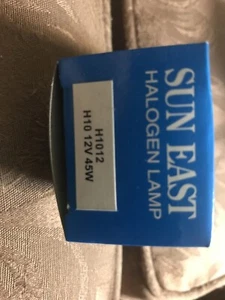 SUN EAST
HALOGEN LAMP
H1012
H10 12V 45W